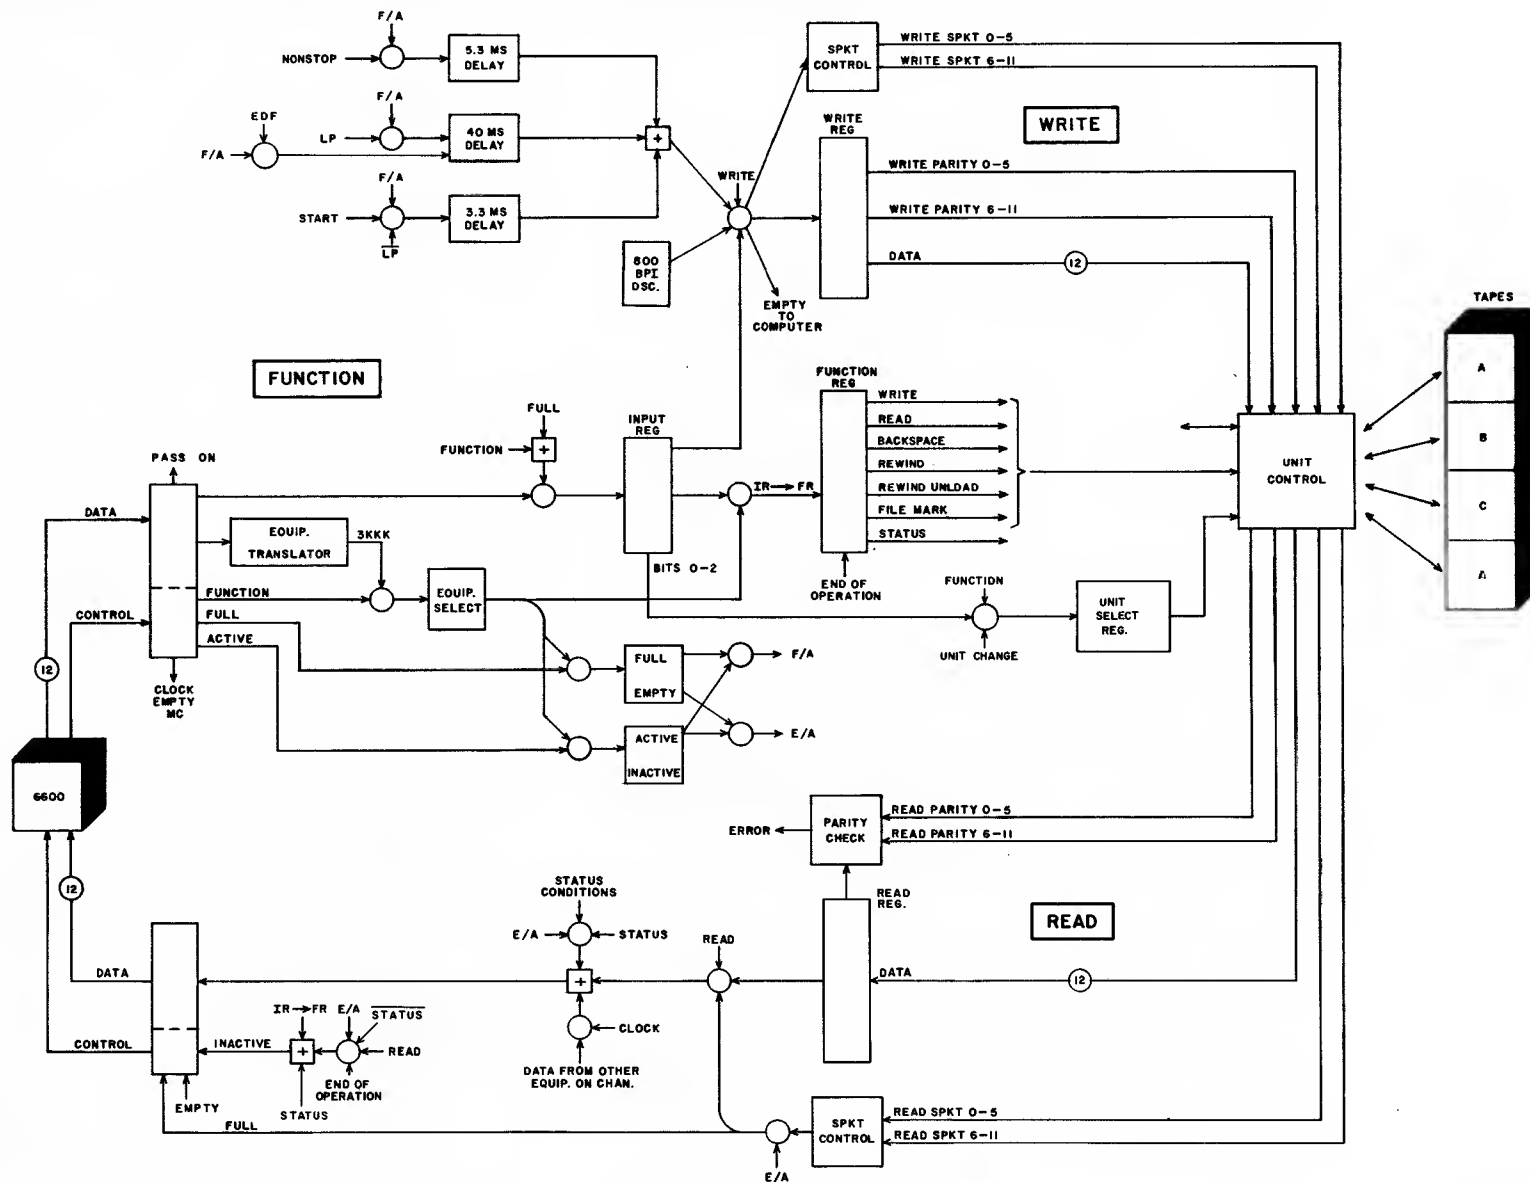 F/A
NONSTOP
5.3 MS
DELAY
F/A
EDF
LP
40 MS
DELAY
F/A
F/A
START
3.3 MS
DELAY
LP
+
WRITE
800
BPI
DSC.
EMPTY
TO
COMPUTER
SPKT
CONTROL
WRITE SPKT 0-5
WRITE SPKT 6-11
WRITE
REG
WRITE
WRITE PARITY 0-5
WRITE PARITY 6-11
DATA
12
TAPES
A
B
C
A
FUNCTION
FULL
FUNCTION
+
INPUT
REG
IR→FR
FUNCTION
REG
WRITE
READ
BACKSPACE
REWIND
REWIND UNLDAD
FILE MARK
STATUS
END OF
OPERATION
UNIT
CONTROL
PASS ON
DATA
EQUIP.
TRANSLATOR
3KKK
BITS 0-2
FUNCTION
EQUIP.
SELECT
CONTROL
FULL
ACTIVE
FUNCTION
UNIT CHANGE
UNIT
SELECT
REG.
12
CLOCK
EMPTY
MC
FULL
EMPTY
F/A
ACTIVE
INACTIVE
E/A
6600
12
PARITY
CHECK
ERROR
READ PARITY 0-5
READ PARITY 6-11
READ
REG.
READ
STATUS
CONDITIONS
E/A
STATUS
READ
DATA
+
DATA
12
CLOCK
DATA FROM OTHER
EQUIP. ON CHAN.
IR→FR
E/A
STATUS
CONTROL
INACTIVE
+
READ
END OF
OPERATION
STATUS
EMPTY
FULL
E/A
SPKT
CONTROL
READ SPKT 0-5
READ SPKT 6-11